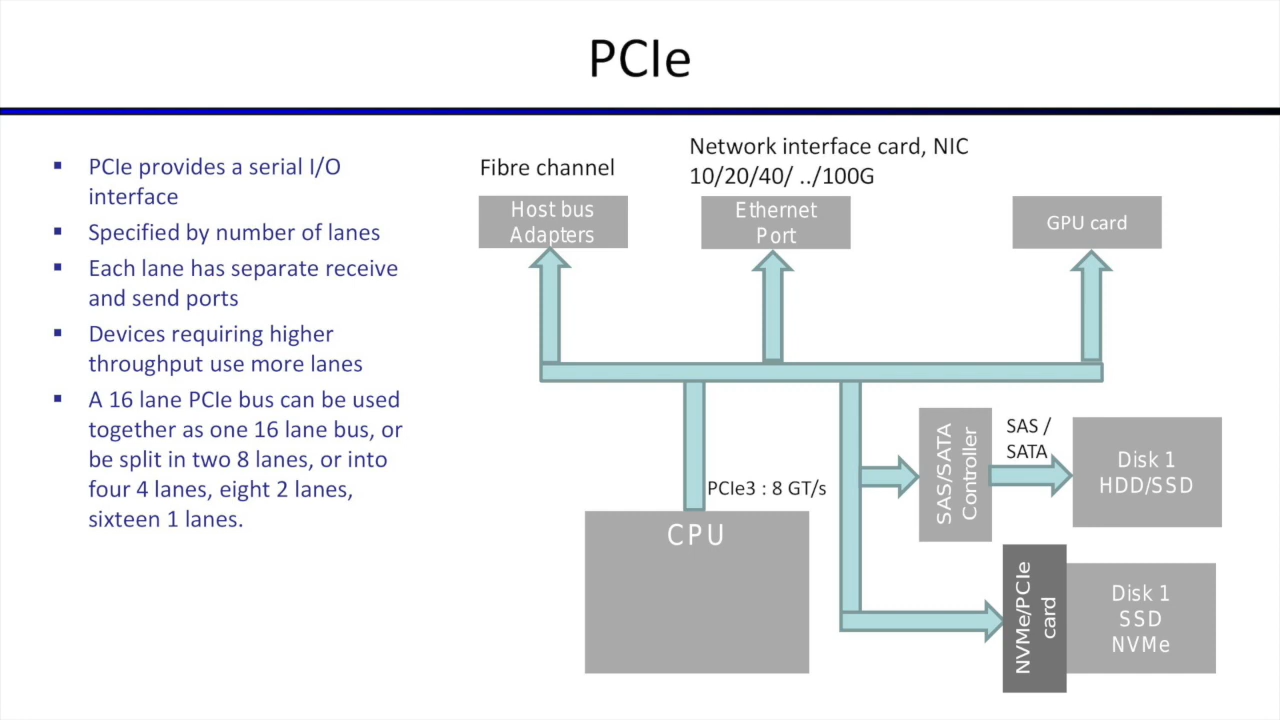 PCIe
▪ PCIe provides a serial I/O
interface
▪ Specified by number of lanes
▪ Each lane has separate receive
and send ports
▪ Devices requiring higher
throughput use more lanes
▪ A 16 lane PCIe bus can be used
together as one 16 lane bus, or
be split in two 8 lanes, or into
four 4 lanes, eight 2 lanes,
sixteen 1 lanes.
Fibre channel
Host bus
Adapters
Network interface card, NIC
10/20/40/ ../100G
Ethernet
Port
GPU card
PCIe3 : 8 GT/s
CPU
SAS/SATA
Controller
SAS /
SATA
Disk 1
HDD/SSD
NVMe/PCIe
card
Disk 1
SSD
NVMe